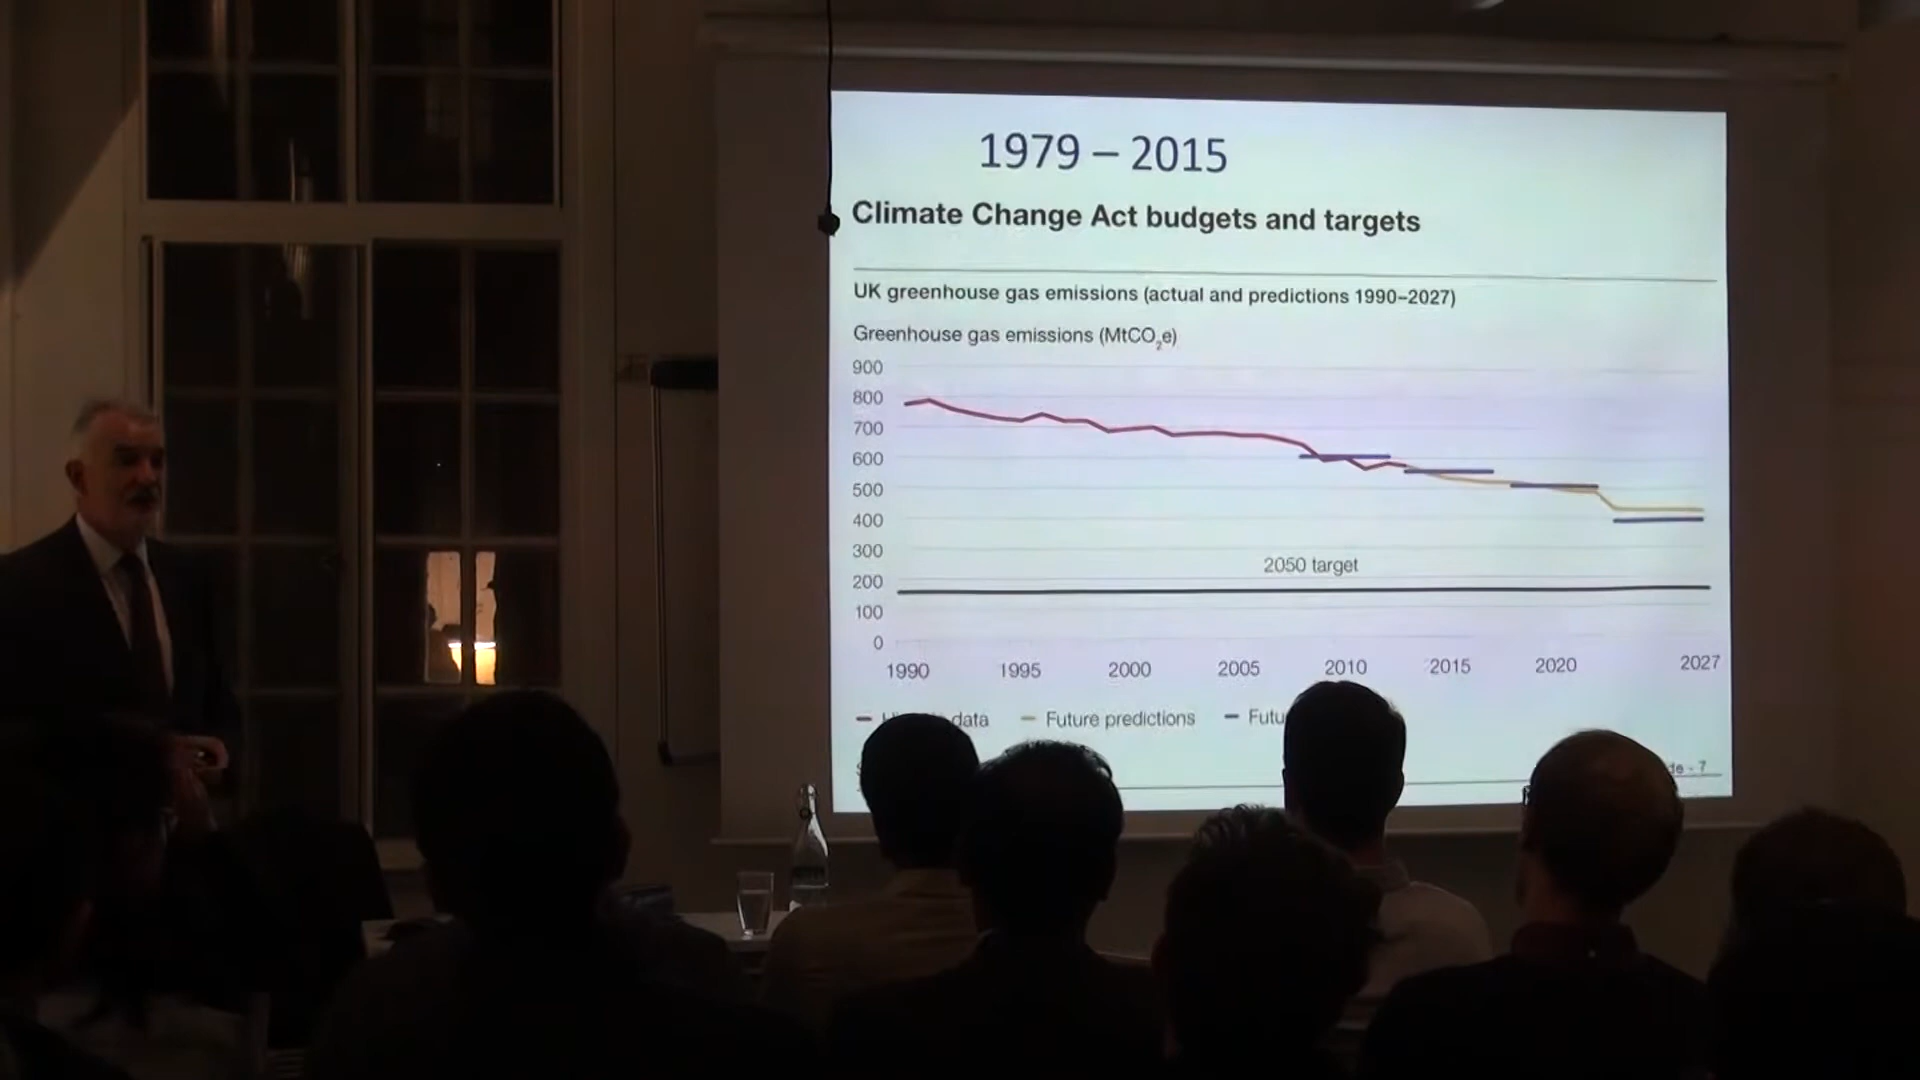 1979 – 2015
Climate Change Act budgets and targets
UK greenhouse gas emissions (actual and predictions 1990–2027)
Greenhouse gas emissions (MtCO₂e)
900
800
700
600
500
400
300
2050 target
200
100
0
1990 1995 2000 2005 2010 2015 2020 2027
data Future predictions
- 7